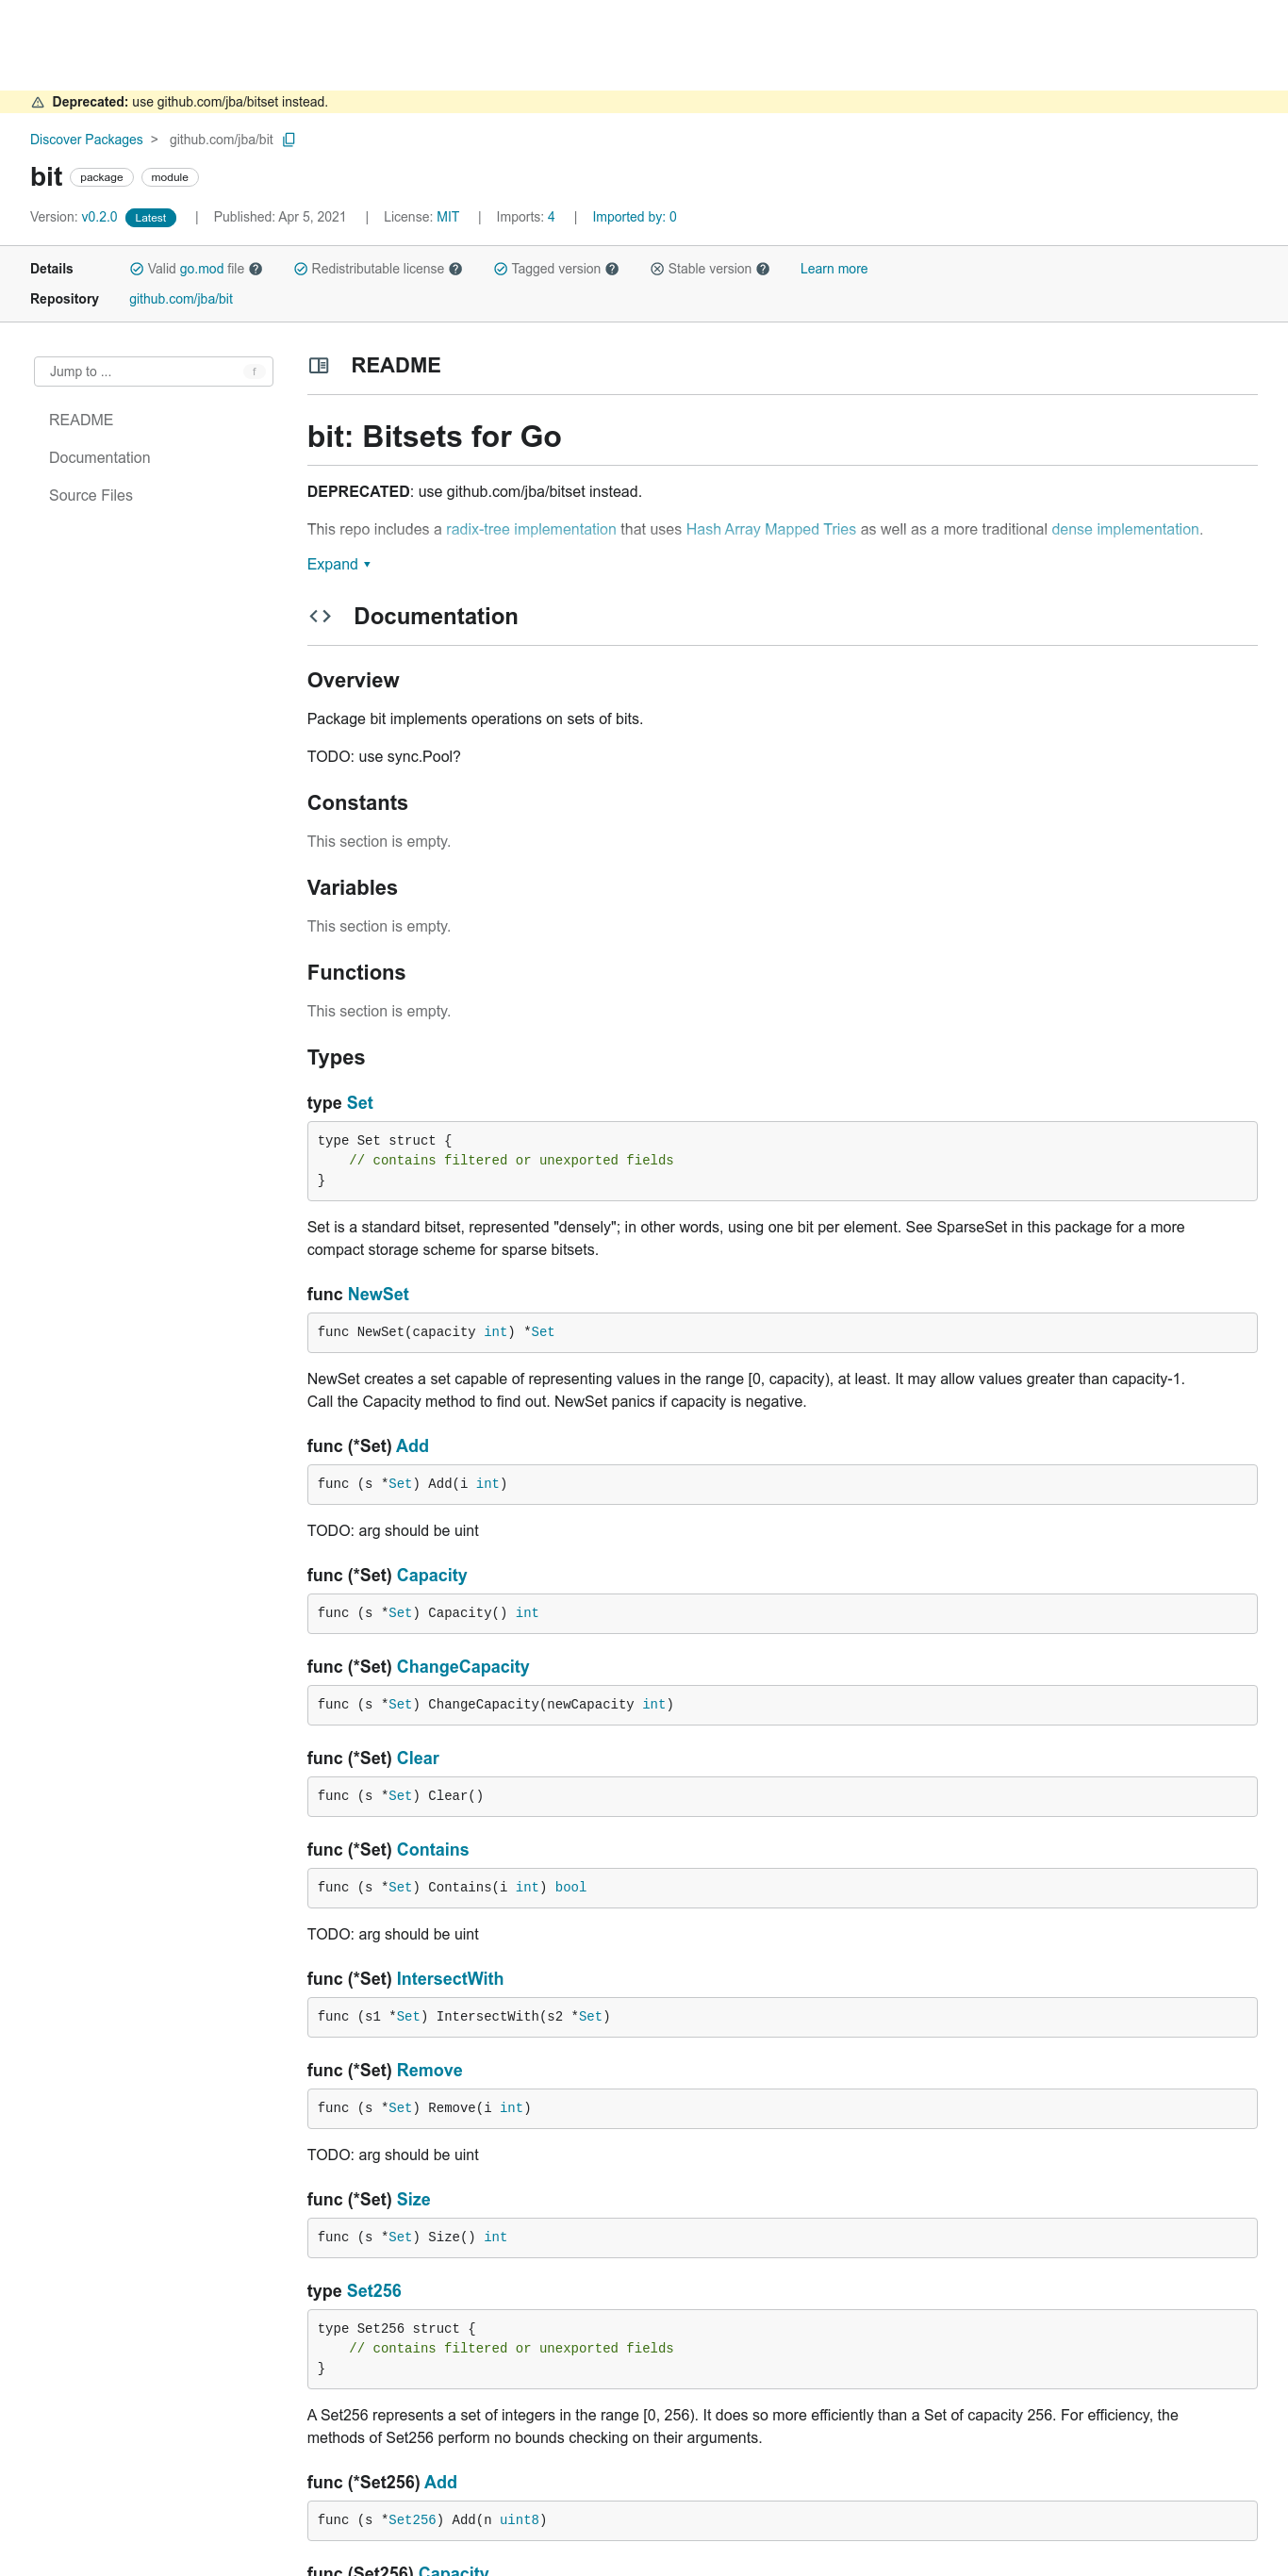 Deprecated: use github.com/jba/bitset instead.
Discover Packages > github.com/jba/bit
bit package module
Version: v0.2.0 Latest | Published: Apr 5, 2021 | License: MIT | Imports: 4 | Imported by: 0
Details Valid go.mod file Redistributable license Tagged version Stable version Learn more
Repository github.com/jba/bit
Jump to ... f
README
Documentation
Source Files
README
bit: Bitsets for Go
DEPRECATED: use github.com/jba/bitset instead.
This repo includes a radix-tree implementation that uses Hash Array Mapped Tries as well as a more traditional dense implementation.
Expand ▼
Documentation
Overview
Package bit implements operations on sets of bits.
TODO: use sync.Pool?
Constants
This section is empty.
Variables
This section is empty.
Functions
This section is empty.
Types
type Set
type Set struct {
// contains filtered or unexported fields
}
Set is a standard bitset, represented "densely"; in other words, using one bit per element. See SparseSet in this package for a more
compact storage scheme for sparse bitsets.
func NewSet
func NewSet(capacity int) *Set
NewSet creates a set capable of representing values in the range [0, capacity), at least. It may allow values greater than capacity-1.
Call the Capacity method to find out. NewSet panics if capacity is negative.
func (*Set) Add
func (s *Set) Add(i int)
TODO: arg should be uint
func (*Set) Capacity
func (s *Set) Capacity() int
func (*Set) ChangeCapacity
func (s *Set) ChangeCapacity(newCapacity int)
func (*Set) Clear
func (s *Set) Clear()
func (*Set) Contains
func (s *Set) Contains(i int) bool
TODO: arg should be uint
func (*Set) IntersectWith
func (s1 *Set) IntersectWith(s2 *Set)
func (*Set) Remove
func (s *Set) Remove(i int)
TODO: arg should be uint
func (*Set) Size
func (s *Set) Size() int
type Set256
type Set256 struct {
// contains filtered or unexported fields
}
A Set256 represents a set of integers in the range [0, 256). It does so more efficiently than a Set of capacity 256. For efficiency, the
methods of Set256 perform no bounds checking on their arguments.
func (*Set256) Add
func (s *Set256) Add(n uint8)
func (Set256) Capacity